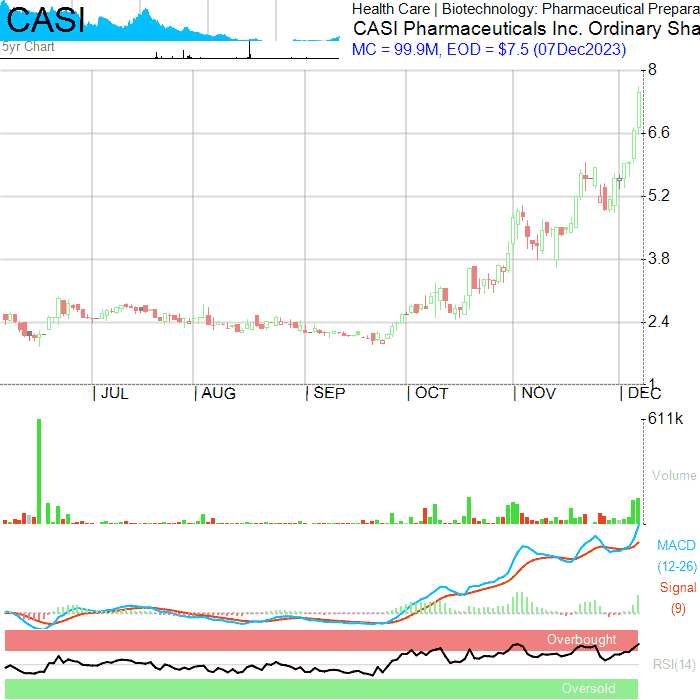 CASI
5yr Chart
Health Care | Biotechnology: Pharmaceutical Prepara
CASI Pharmaceuticals Inc. Ordinary Sha
MC = 99.9M, EOD = $7.5 (07Dec2023)
8
6.6
5.2
3.8
2.4
1
JUL
AUG
SEP
OCT
NOV
DEC
611k
Volume
MACD
(12-26)
Signal
(9)
Overbought
RSI(14)
Oversold